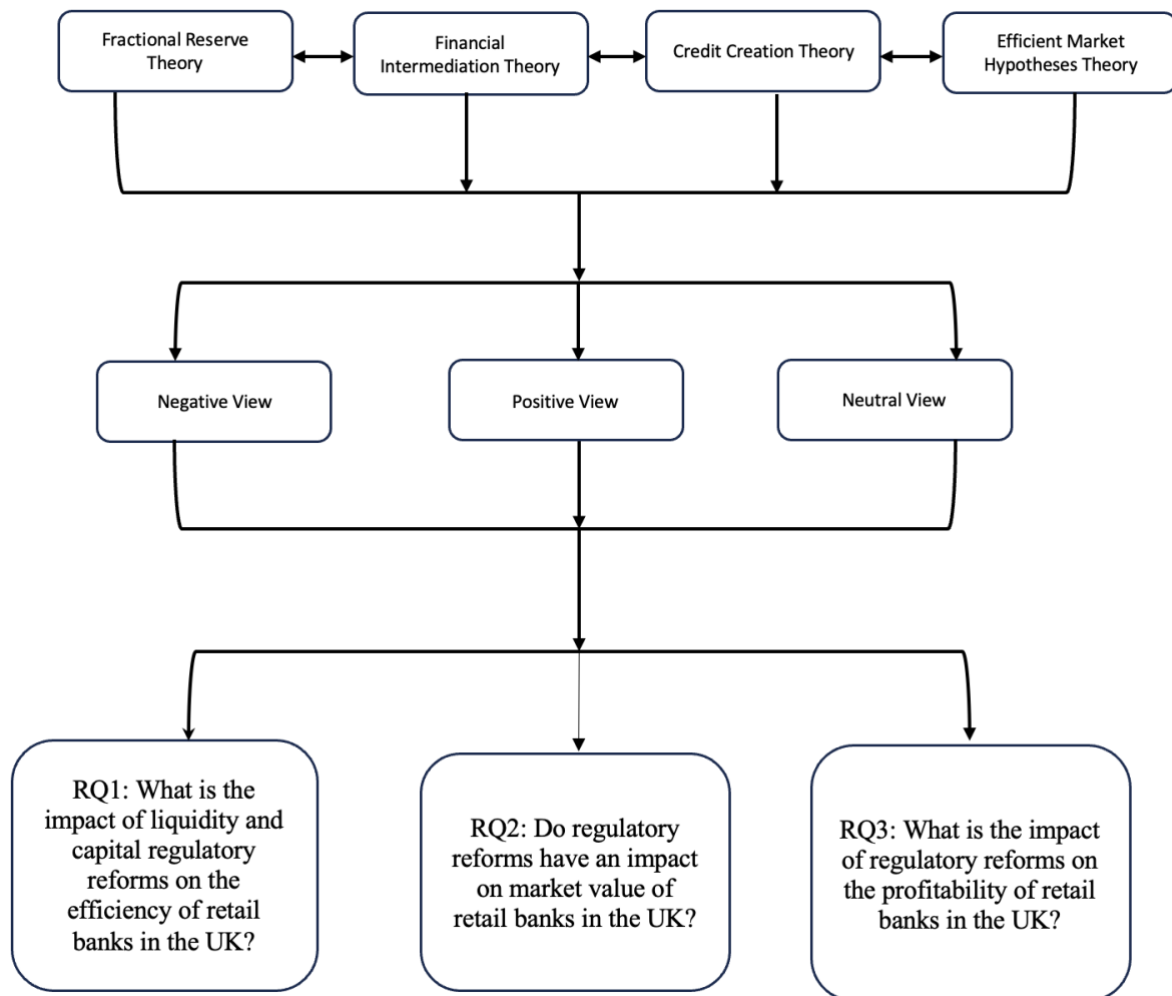 Fractional Reserve
Theory
Financial
Intermediation Theory
Credit Creation Theory
Efficient Market
Hypotheses Theory
Negative View
Positive View
Neutral View
RQ1: What is the
impact of liquidity and
capital regulatory
reforms on the
efficiency of retail
banks in the UK?
RQ2: Do regulatory
reforms have an impact
on market value of
retail banks in the UK?
RQ3: What is the impact
of regulatory reforms on
the profitability of retail
banks in the UK?